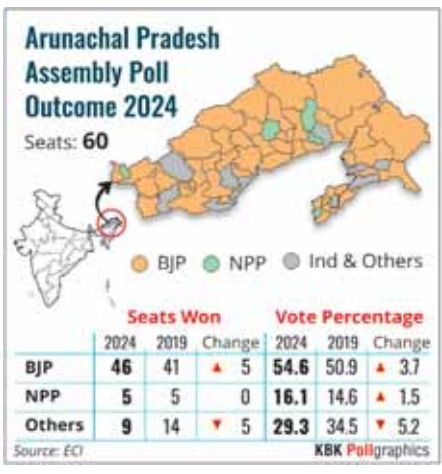 Arunachal Pradesh
Assembly Poll
Outcome 2024
Seats: 60
BJP NPP Ind & Others
Seats Won Vote Percentage
2024 2019 Change 2024 2019 Change
BJP 46 41 ▲ 5 54.6 50.9 ▲ 3.7
NPP 5 5 0 16.1 14.6 ▲ 1.5
Others 9 14 ▼ 5 29.3 34.5 ▼ 5.2
Source: ECI KBK Pollgraphics